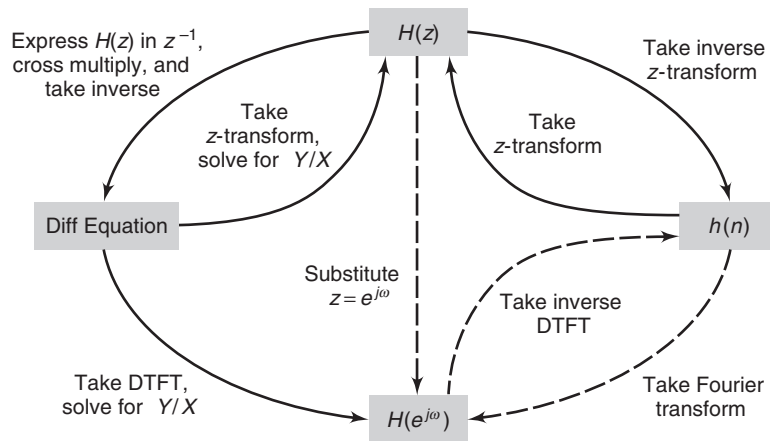 H(z)
Express H(z) in z⁻¹,
cross multiply, and
take inverse
Take inverse
z-transform
Take
z-transform,
solve for Y/X
Take
z-transform
Diff Equation
h(n)
Substitute
z = e^{jω}
Take inverse
DTFT
Take DTFT,
solve for Y/X
Take Fourier
transform
H(e^{jω})